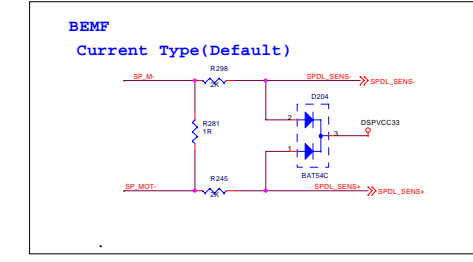 BEMF
Current Type(Default)
R298
SP_M-
2K
SPDL_SENS-
SPDL_SENS-
D204
R281
1R
2
DSPVCC33
3
1
BAT54C
R245
SP_MOT-
2K
SPDL_SENS+
SPDL_SENS+